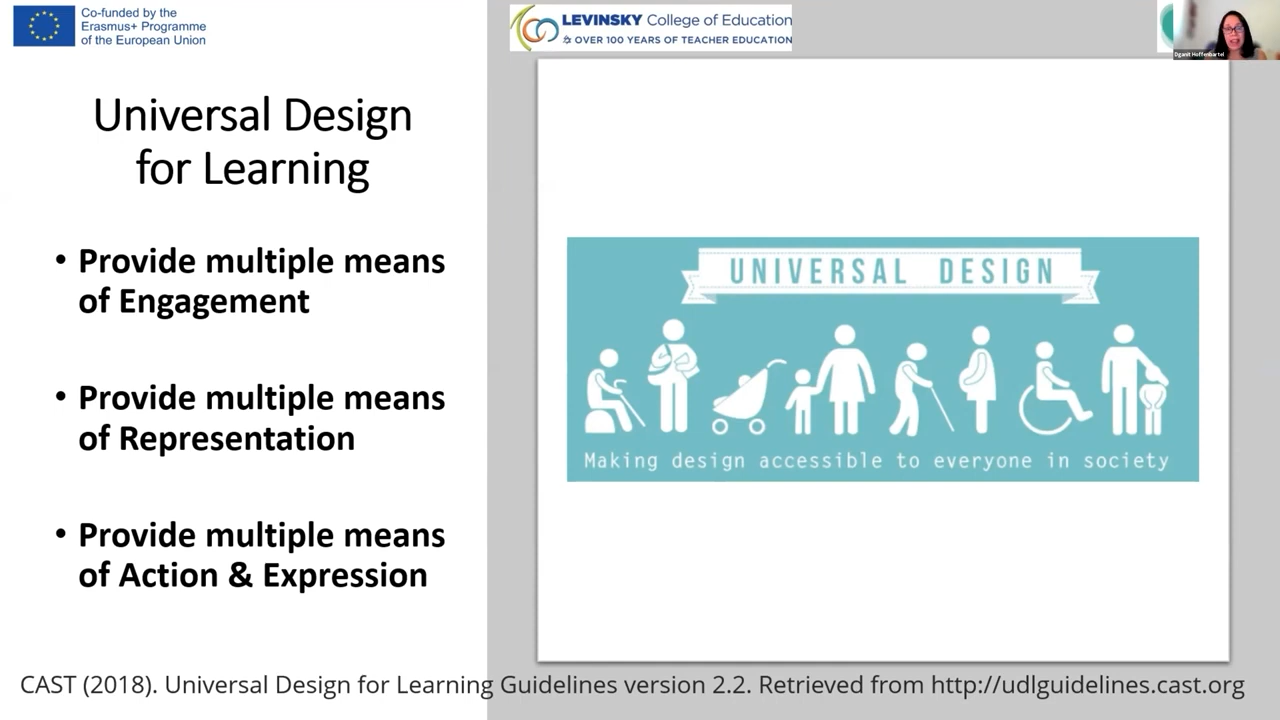 Co-funded by the
Erasmus+ Programme
of the European Union
LEVINSKY College of Education
OVER 100 YEARS OF TEACHER EDUCATION
Dganit Hoffenbartel
Universal Design
for Learning
• Provide multiple means
of Engagement
• Provide multiple means
of Representation
• Provide multiple means
of Action & Expression
UNIVERSAL DESIGN
Making design accessible to everyone in society
CAST (2018). Universal Design for Learning Guidelines version 2.2. Retrieved from http://udlguidelines.cast.org